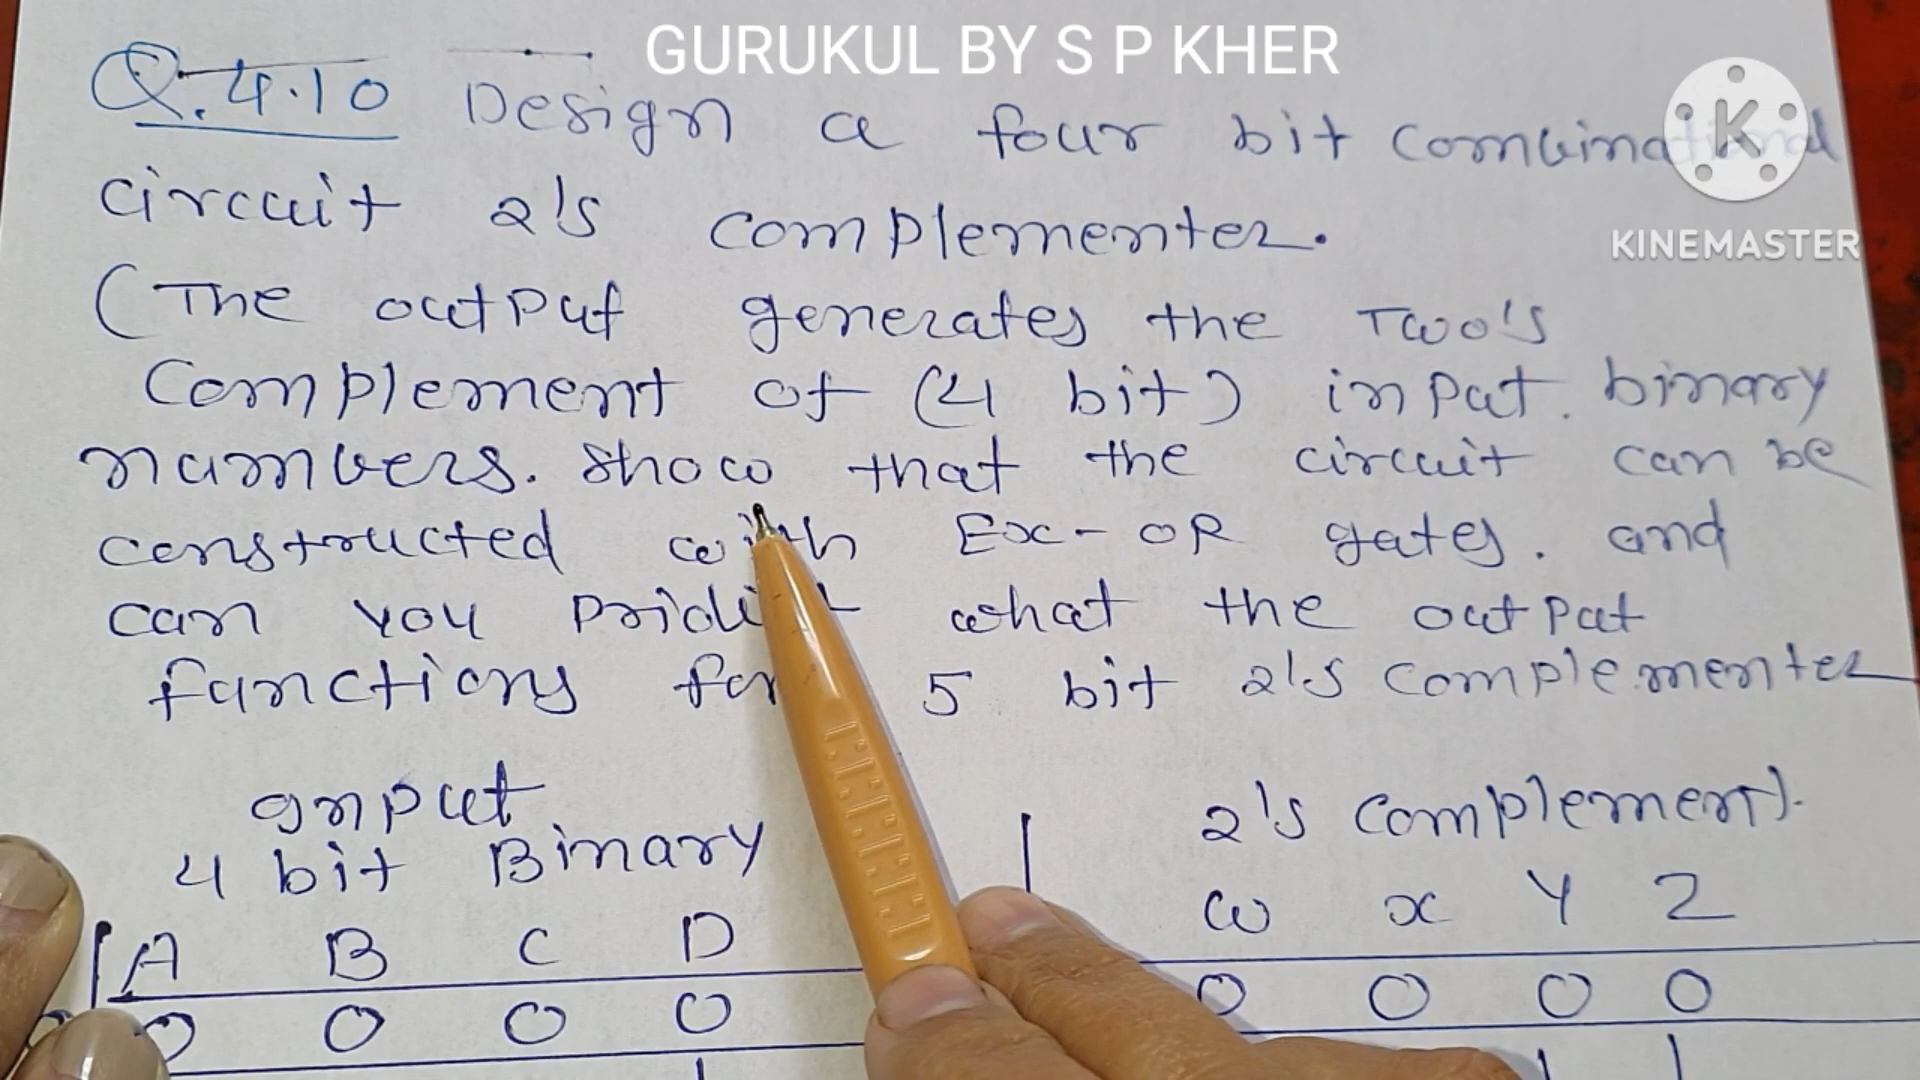 GURUKUL BY S P KHER
Q.4.10 Design a four bit combinational
KINEMASTER
circuit 2's complementer.
(The output generates the Two's
Complement of (4 bit) input. binary
numbers. show that the circuit can be
constructed with Ex-OR gates. and
can you pridict what the output
functions for 5 bit 2's complementer
Input
4 bit Binary
2's complement).
A B C D
W X Y Z
0 0 0 0
0 0 0 0